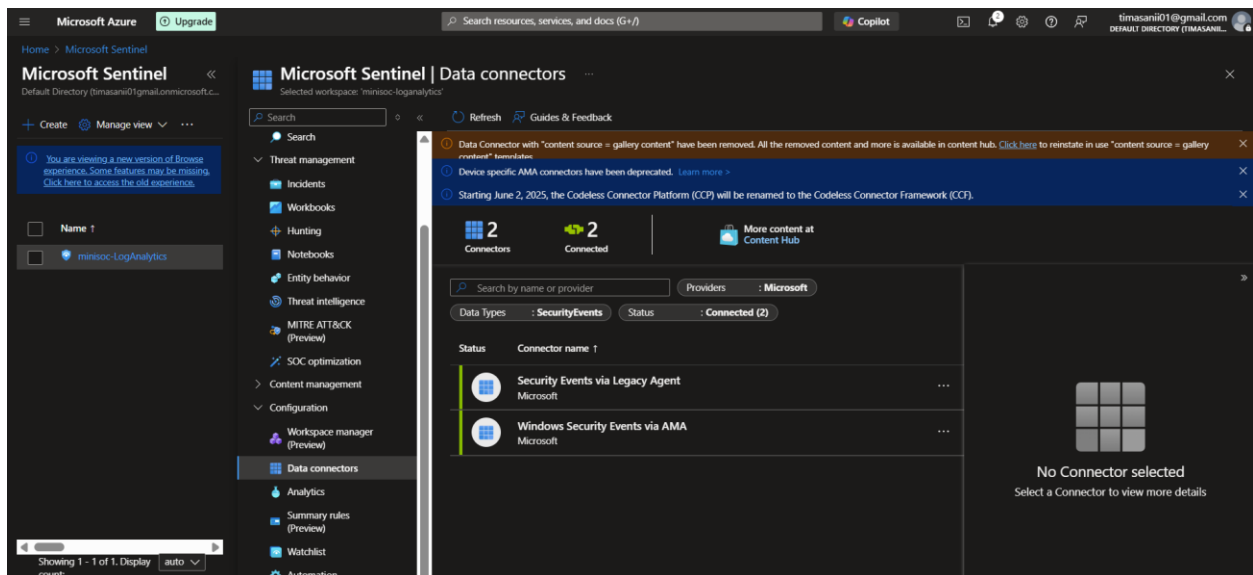 Microsoft Azure
Upgrade
Search resources, services, and docs (G+/)
Copilot
2
timasanii01@gmail.com
DEFAULT DIRECTORY (TIMASANII...
Home > Microsoft Sentinel
Microsoft Sentinel
Default Directory (timasanii01gmail.onmicrosoft.c...
+ Create Manage view ...
You are viewing a new version of Browse
experience. Some features may be missing.
Click here to access the old experience.
Name ↑
minisoc-LogAnalytics
Showing 1 - 1 of 1. Display auto
count:
Microsoft Sentinel | Data connectors ...
Selected workspace: 'minisoc-loganalytics'
Search
Search
Threat management
Incidents
Workbooks
Hunting
Notebooks
Entity behavior
Threat intelligence
MITRE ATT&CK
(Preview)
SOC optimization
Content management
Configuration
Workspace manager
(Preview)
Data connectors
Analytics
Summary rules
(Preview)
Watchlist
Automation
Refresh Guides & Feedback
Data Connector with "content source = gallery content" have been removed. All the removed content and more is available in content hub. Click here to reinstate in use "content source = gallery
content" templates
Device specific AMA connectors have been deprecated. Learn more >
Starting June 2, 2025, the Codeless Connector Platform (CCP) will be renamed to the Codeless Connector Framework (CCF).
2
Connectors
2
Connected
More content at
Content Hub
Search by name or provider
Providers : Microsoft
Data Types : SecurityEvents
Status : Connected (2)
Status Connector name ↑
Security Events via Legacy Agent
Microsoft
...
Windows Security Events via AMA
Microsoft
...
No Connector selected
Select a Connector to view more details